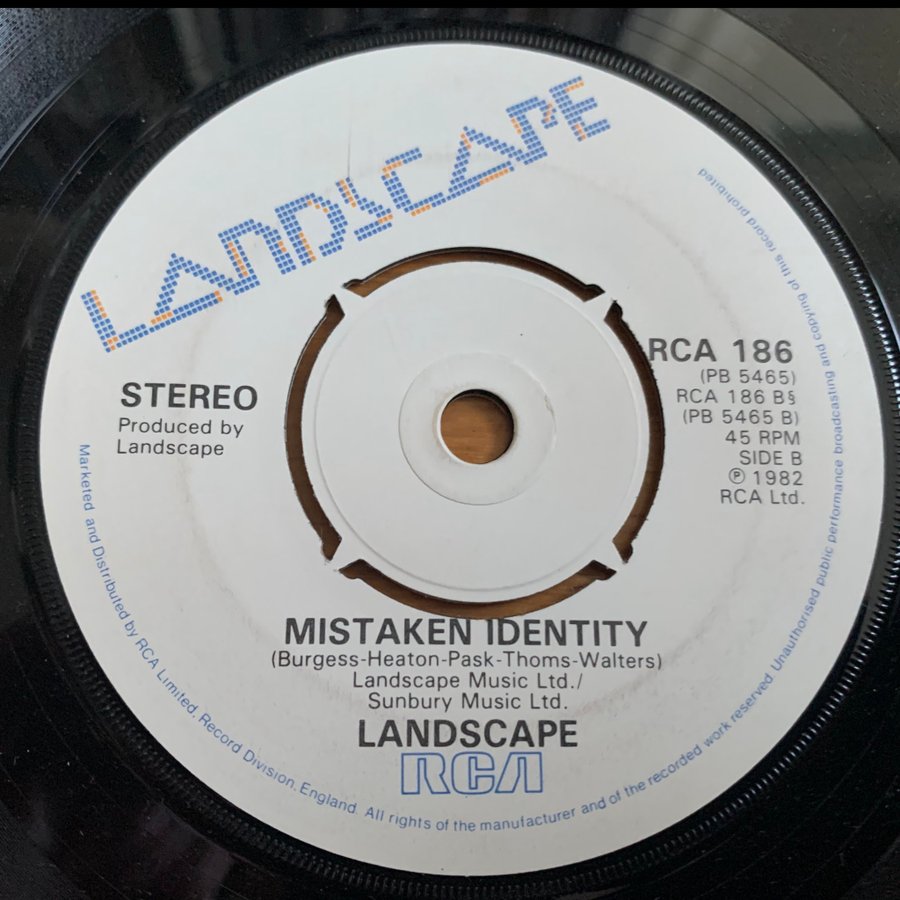 LANDSCAPE
STEREO
Produced by
Landscape
RCA 186
(PB 5465)
RCA 186 B§
(PB 5465 B)
45 RPM
SIDE B
℗ 1982
RCA Ltd.
MISTAKEN IDENTITY
(Burgess-Heaton-Pask-Thoms-Walters)
Landscape Music Ltd./
Sunbury Music Ltd.
LANDSCAPE
RCA
Marketed and Distributed by RCA Limited, Record Division, England. All rights of the manufacturer and of the recorded work reserved Unauthorised public performance broadcasting and copying of this record prohibited